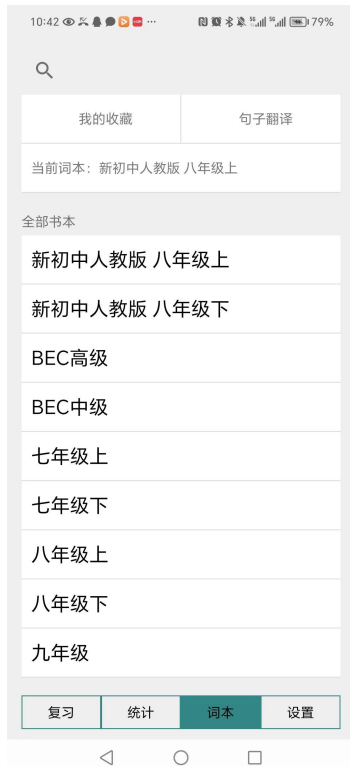 10:42 79%
我的收藏 句子翻译
当前词本：新初中人教版 八年级上
全部书本
新初中人教版 八年级上
新初中人教版 八年级下
BEC高级
BEC中级
七年级上
七年级下
八年级上
八年级下
九年级
复习 统计 词本 设置